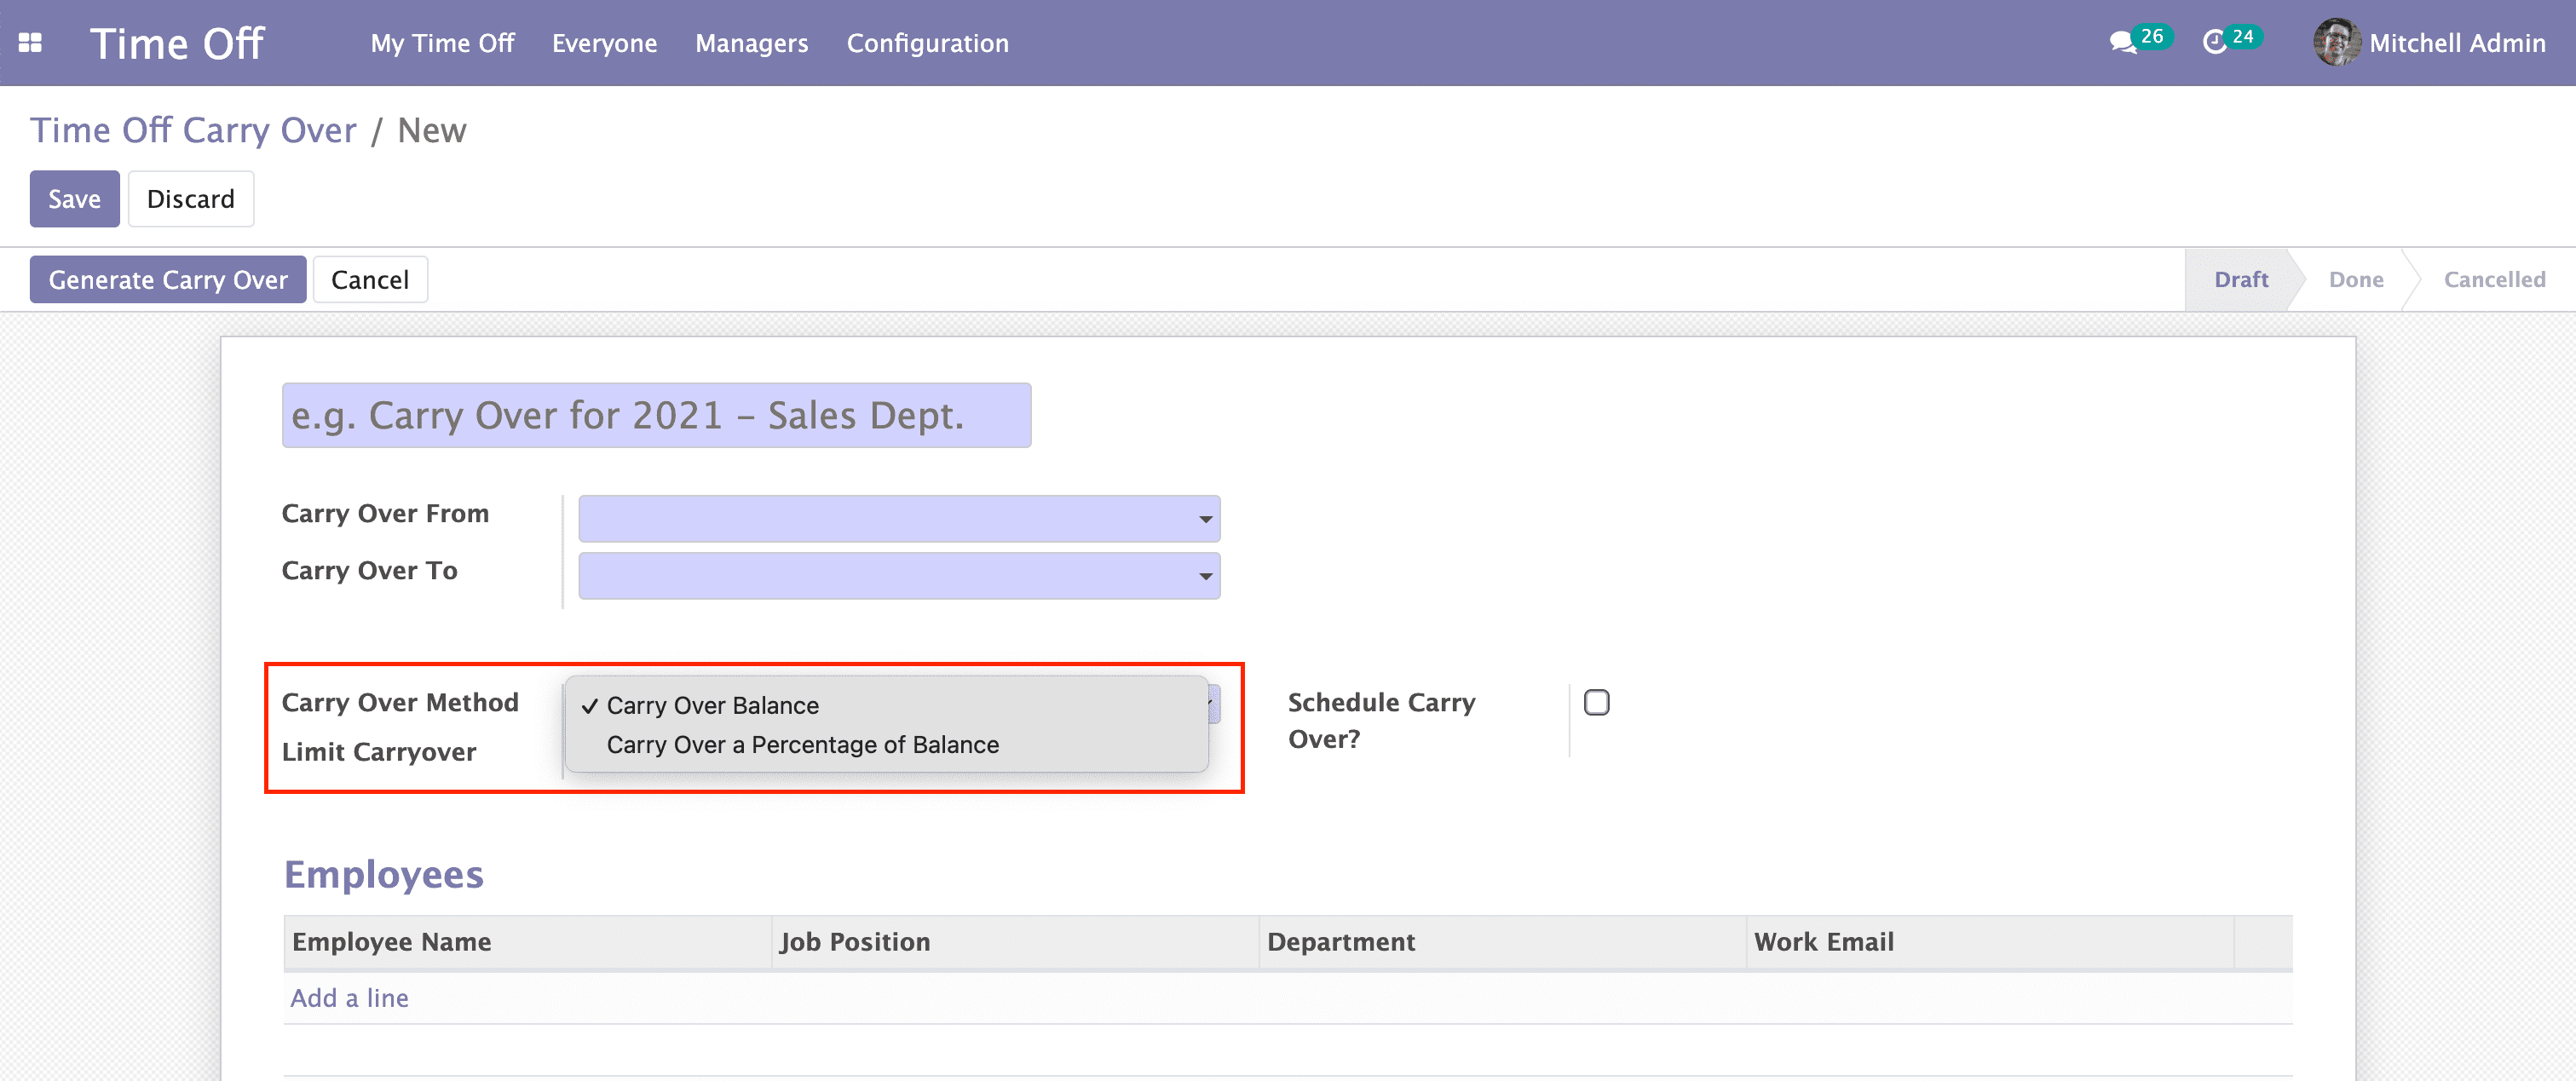 Time Off My Time Off Everyone Managers Configuration 26 24 Mitchell Admin
Time Off Carry Over / New
Save Discard
Generate Carry Over Cancel Draft Done Cancelled
e.g. Carry Over for 2021 – Sales Dept.
Carry Over From
Carry Over To
Carry Over Method ✓ Carry Over Balance Schedule Carry
Over?
Limit Carryover Carry Over a Percentage of Balance
Employees
Employee Name Job Position Department Work Email
Add a line